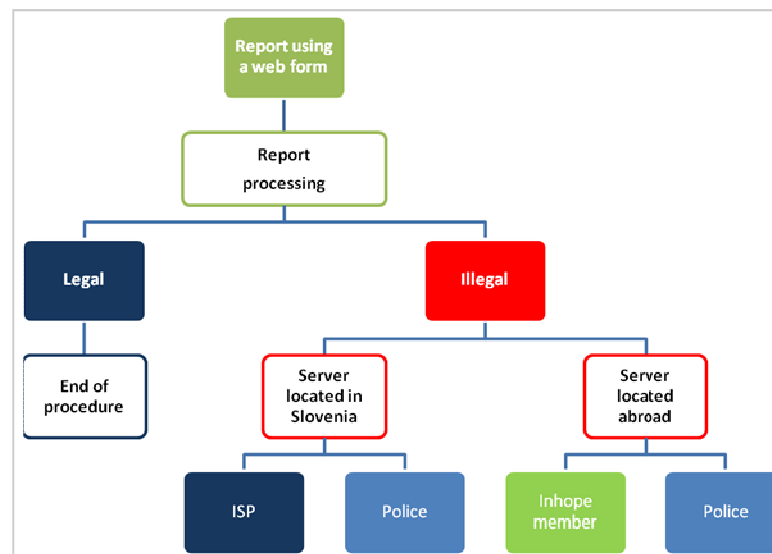 Report using
a web form
Report
processing
Legal
Illegal
End of
procedure
Server
located in
Slovenia
Server
located
abroad
ISP
Police
Inhope
member
Police